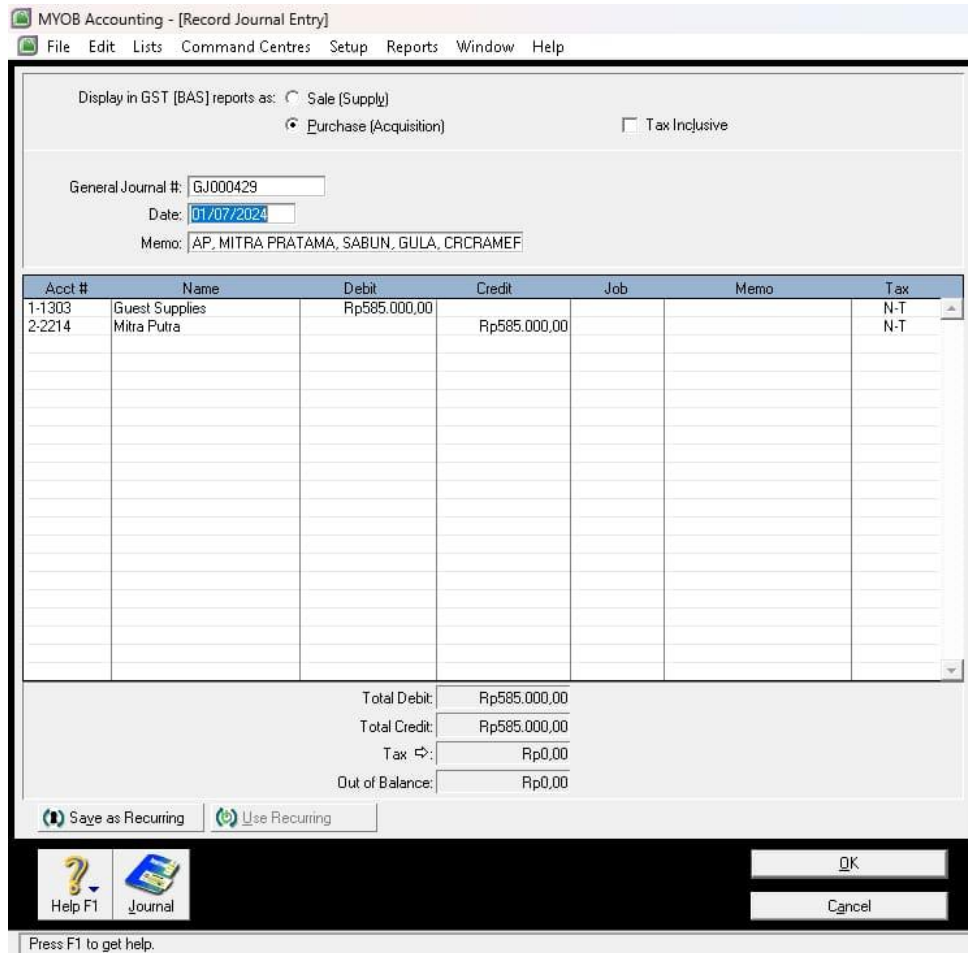 MYOB Accounting - [Record Journal Entry]
File Edit Lists Command Centres Setup Reports Window Help
Display in GST [BAS] reports as: Sale (Supply)
Purchase (Acquisition) Tax Inclusive
General Journal #: GJ000429
Date: 01/07/2024
Memo: AP, MITRA PRATAMA, SABUN, GULA, CRCRAMEF
Acct # Name Debit Credit Job Memo Tax
1-1303 Guest Supplies Rp585.000,00 N-T
2-2214 Mitra Putra Rp585.000,00 N-T
Total Debit: Rp585.000,00
Total Credit: Rp585.000,00
Tax ⇨: Rp0,00
Out of Balance: Rp0,00
Save as Recurring Use Recurring
OK
Help F1 Journal
Cancel
Press F1 to get help.